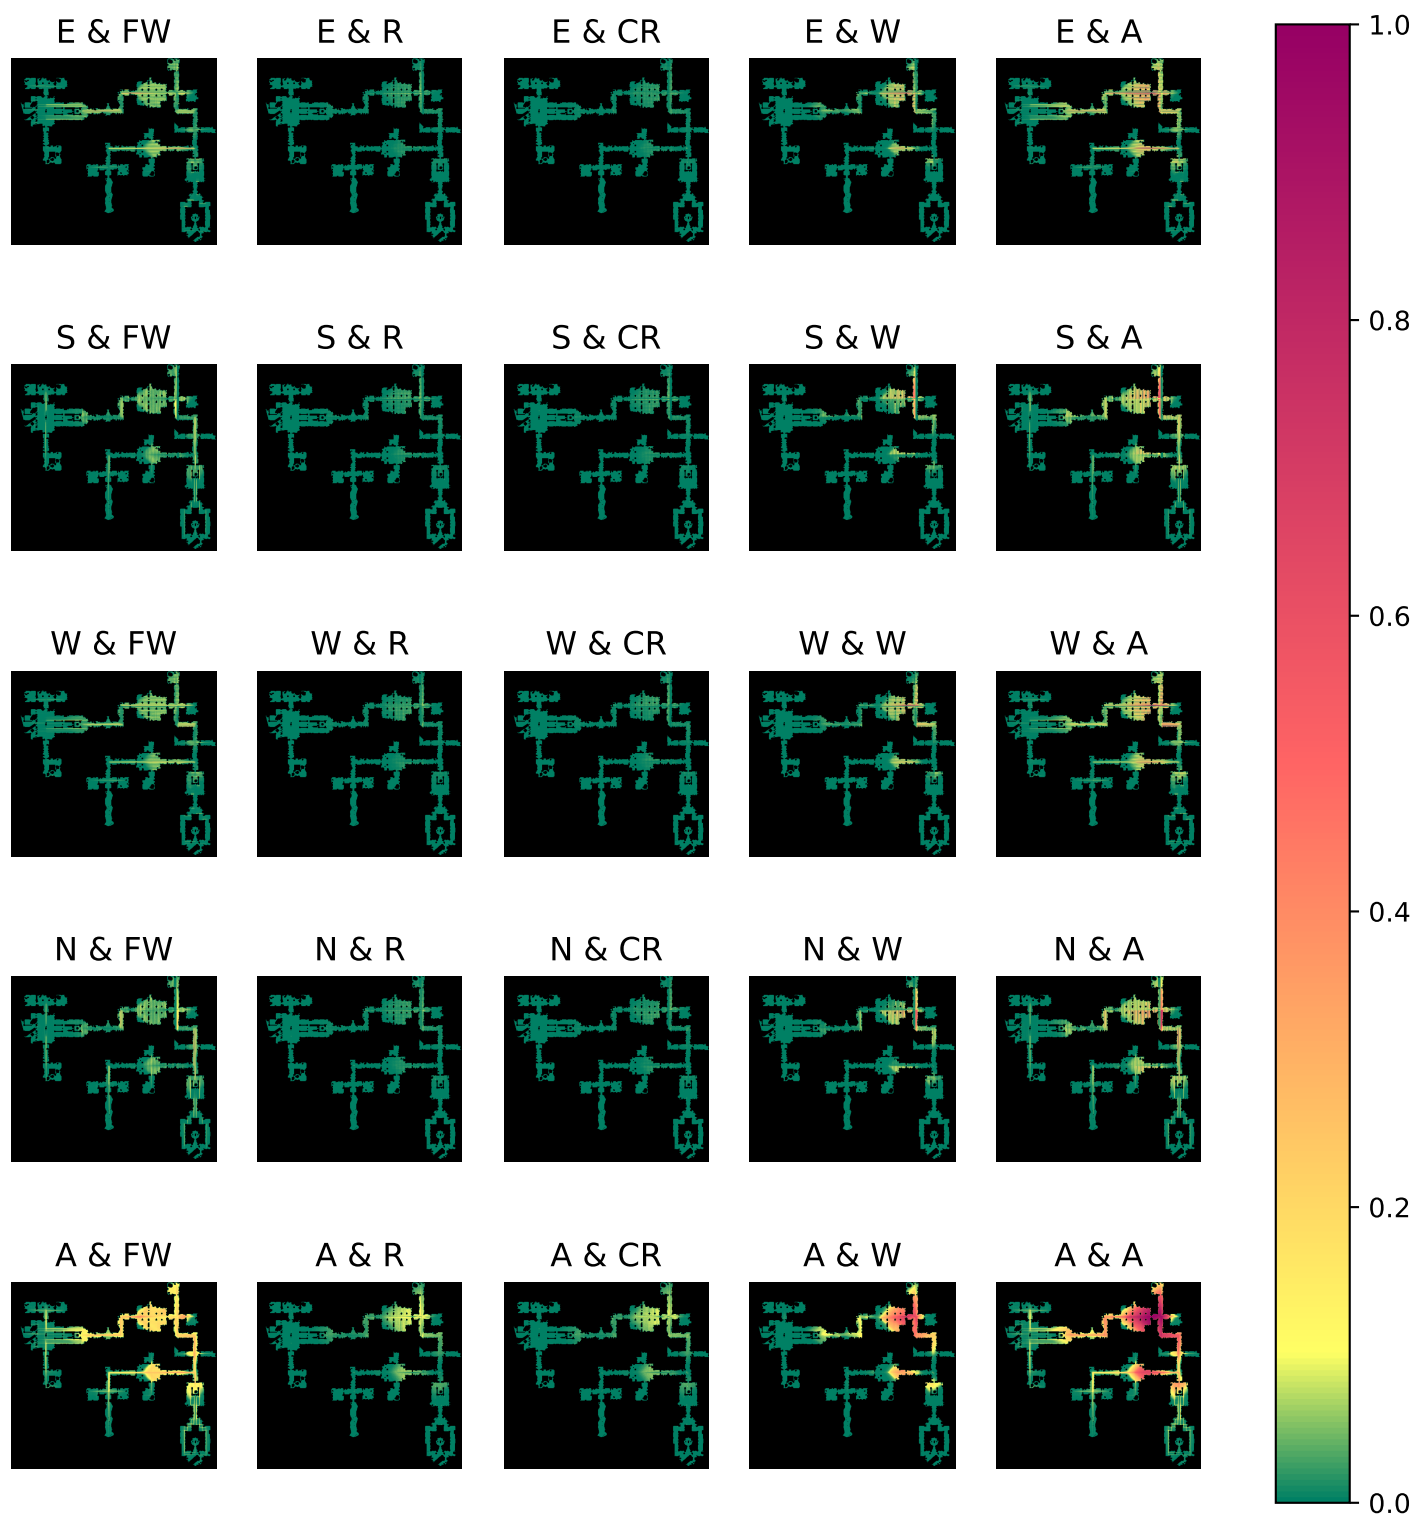 E & FW E & R E & CR E & W E & A
1.0
S & FW S & R S & CR S & W S & A
0.8
W & FW W & R W & CR W & W W & A
0.6
N & FW N & R N & CR N & W N & A
0.4
0.2
A & FW A & R A & CR A & W A & A
0.0